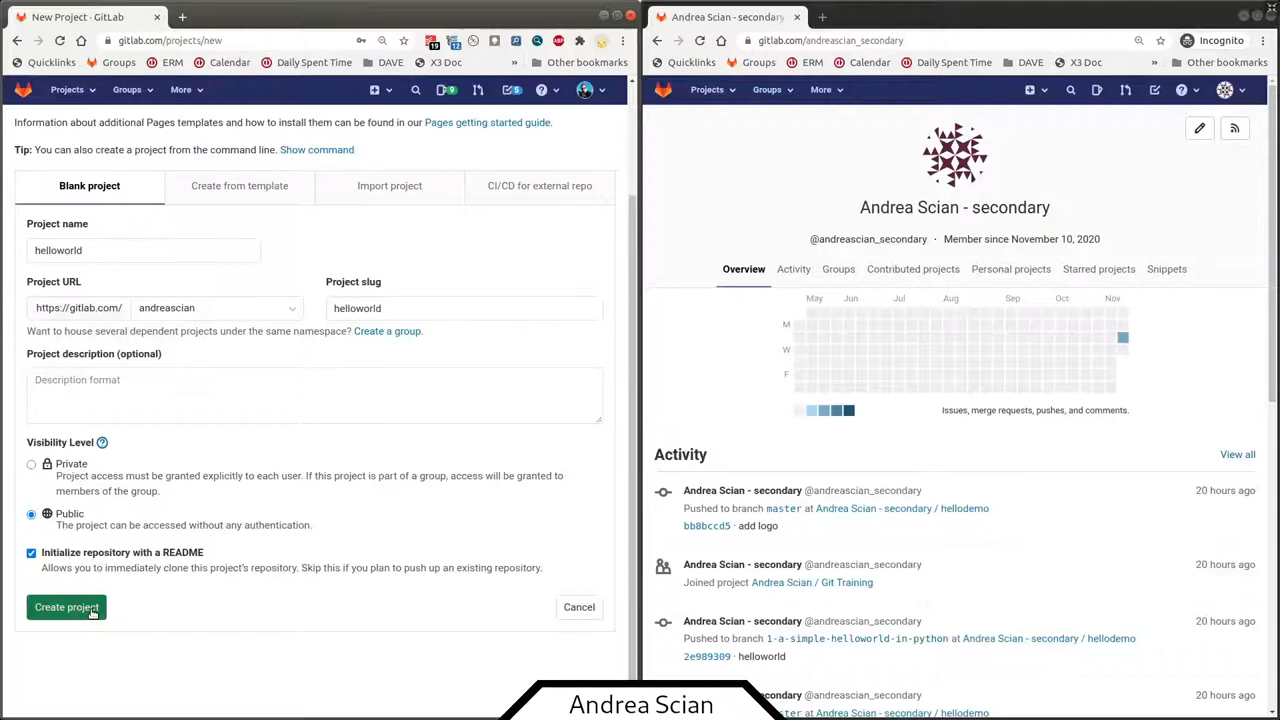 New Project · GitLab
gitlab.com/projects/new
19
12
ABP
Quicklinks
Groups
ERM
Calendar
Daily Spent Time
DAVE
X3 Doc
»
Other bookmarks
Projects
Groups
More
9
5
Information about additional Pages templates and how to install them can be found in our Pages getting started guide.
Tip: You can also create a project from the command line. Show command
Blank project
Create from template
Import project
CI/CD for external repo
Project name
helloworld
Project URL
Project slug
https://gitlab.com/
andreascian
helloworld
Want to house several dependent projects under the same namespace? Create a group.
Project description (optional)
Description format
Visibility Level
Private
Project access must be granted explicitly to each user. If this project is part of a group, access will be granted to
members of the group.
Public
The project can be accessed without any authentication.
Initialize repository with a README
Allows you to immediately clone this project's repository. Skip this if you plan to push up an existing repository.
Create project
Cancel
Andrea Scian - secondary
gitlab.com/andreascian_secondary
Incognito
Quicklinks
Groups
ERM
Calendar
Daily Spent Time
DAVE
X3 Doc
»
Other bookmarks
Projects
Groups
More
Andrea Scian - secondary
@andreascian_secondary · Member since November 10, 2020
Overview
Activity
Groups
Contributed projects
Personal projects
Starred projects
Snippets
May
Jun
Jul
Aug
Sep
Oct
Nov
M
W
F
Issues, merge requests, pushes, and comments.
Activity
View all
Andrea Scian - secondary @andreascian_secondary
20 hours ago
Pushed to branch master at Andrea Scian - secondary / hellodemo
bb8bccd5 · add logo
Andrea Scian - secondary @andreascian_secondary
20 hours ago
Joined project Andrea Scian / Git Training
Andrea Scian - secondary @andreascian_secondary
20 hours ago
Pushed to branch 1-a-simple-helloworld-in-python at Andrea Scian - secondary / hellodemo
2e989309 · helloworld
secondary @andreascian_secondary
20 hours ago
master at Andrea Scian - secondary / hellodemo
Andrea Scian